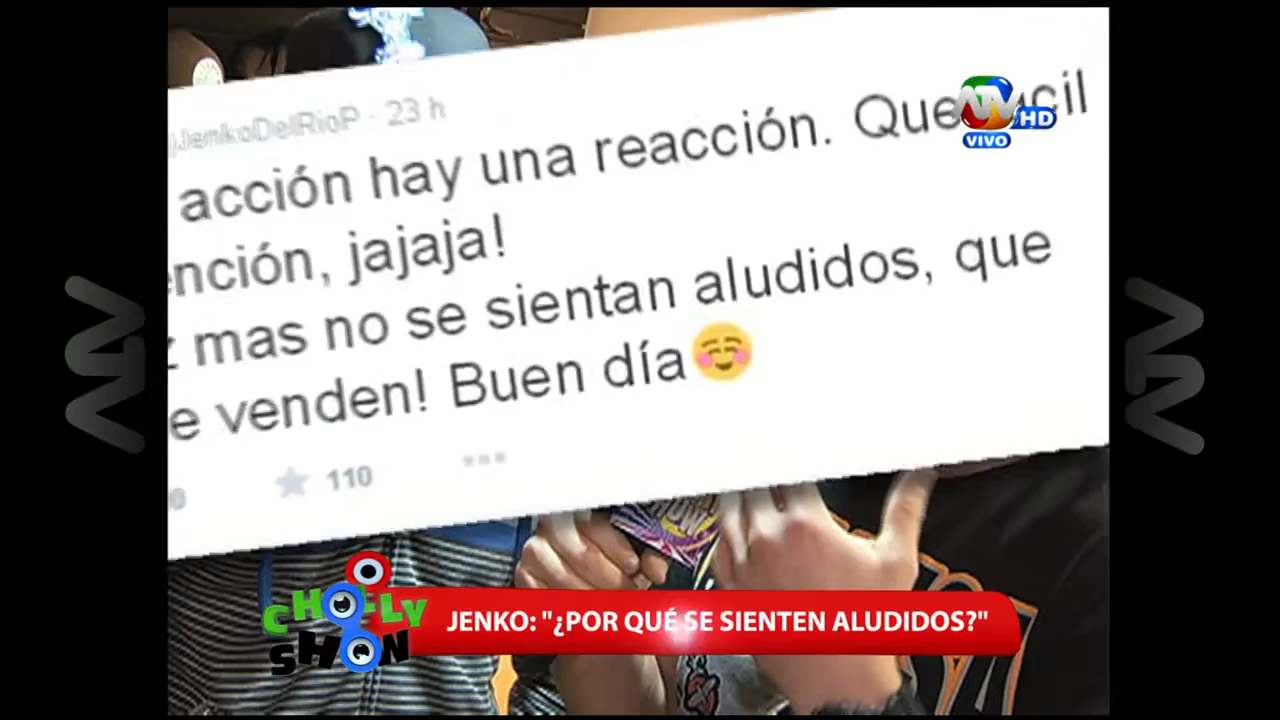 @JenkoDelRioP · 23 h
acción hay una reacción. Que
ención, jajaja!
z mas no se sientan aludidos, que
e venden! Buen día
110
ATV HD
VIVO
CHOLLY
SHOW
JENKO: "¿POR QUÉ SE SIENTEN ALUDIDOS?"